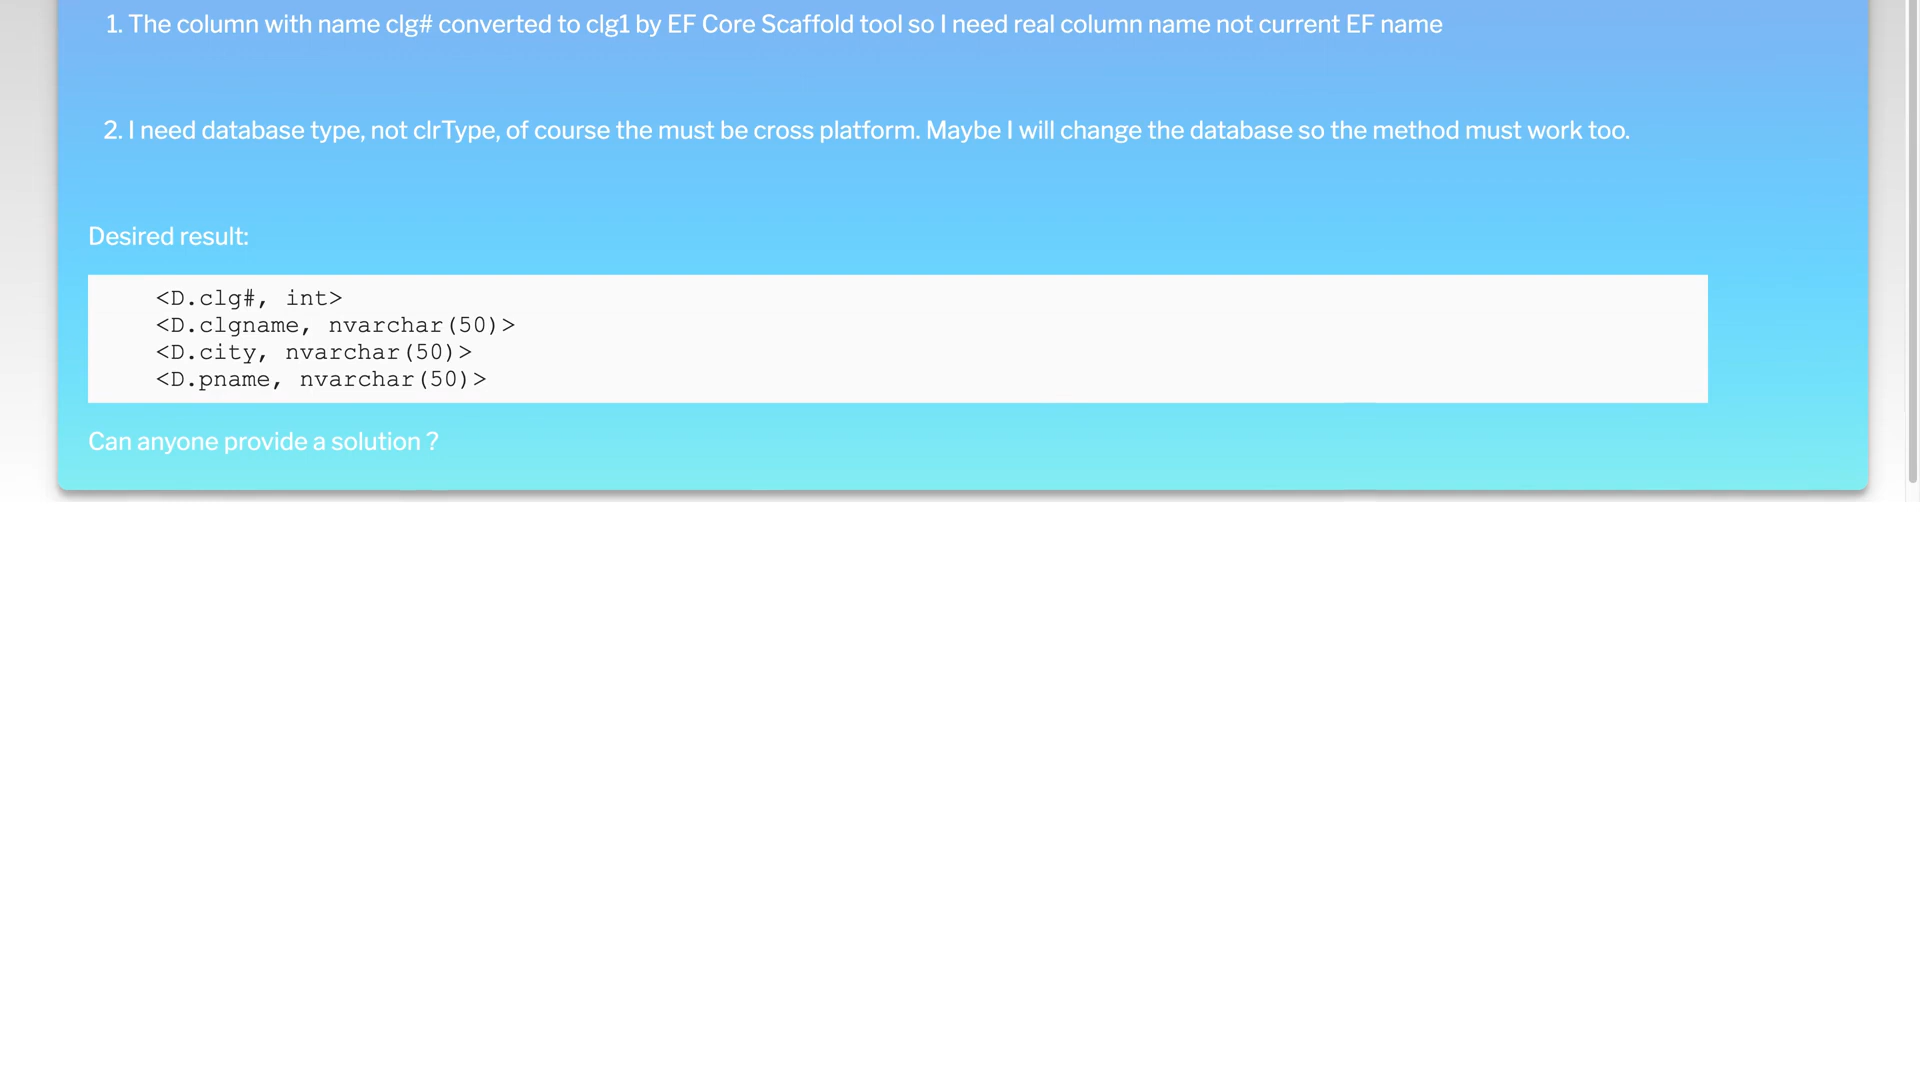 1. The column with name clg# converted to clg1 by EF Core Scaffold tool so I need real column name not current EF name
2. I need database type, not clrType, of course the must be cross platform. Maybe I will change the database so the method must work too.
Desired result:
<D.clg#, int>
<D.clgname, nvarchar(50)>
<D.city, nvarchar(50)>
<D.pname, nvarchar(50)>
Can anyone provide a solution ?